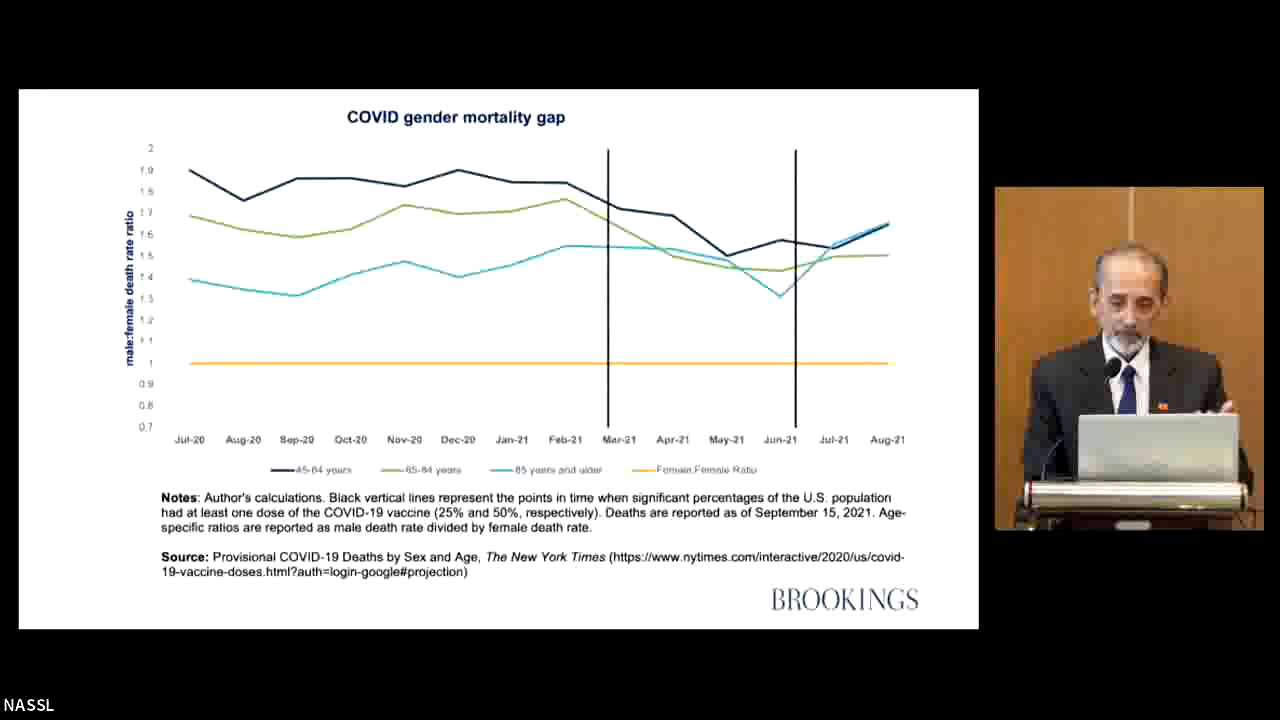 COVID gender mortality gap
male:female death rate ratio
2
1.9
1.8
1.7
1.6
1.5
1.4
1.3
1.2
1.1
1
0.9
0.8
0.7
Jul-20 Aug-20 Sep-20 Oct-20 Nov-20 Dec-20 Jan-21 Feb-21 Mar-21 Apr-21 May-21 Jun-21 Jul-21 Aug-21
45-64 years 65-84 years 85 years and older Female:Female Ratio
Notes: Author's calculations. Black vertical lines represent the points in time when significant percentages of the U.S. population
had at least one dose of the COVID-19 vaccine (25% and 50%, respectively). Deaths are reported as of September 15, 2021. Age-
specific ratios are reported as male death rate divided by female death rate.
Source: Provisional COVID-19 Deaths by Sex and Age, The New York Times (https://www.nytimes.com/interactive/2020/us/covid-
19-vaccine-doses.html?auth=login-google#projection)
BROOKINGS
NASSL